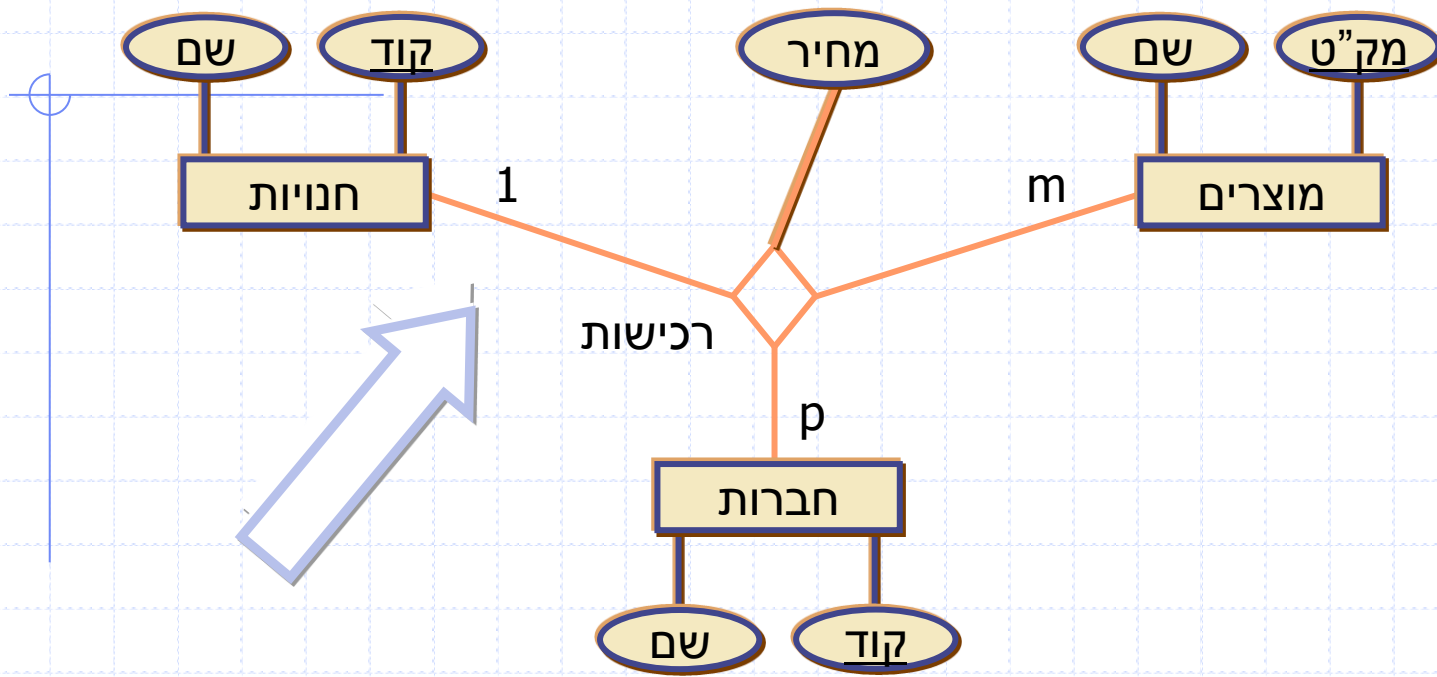 מק”ט
שם
מחיר
קוד
שם
מוצרים
m
1
חנויות
רכישות
p
חברות
קוד
שם